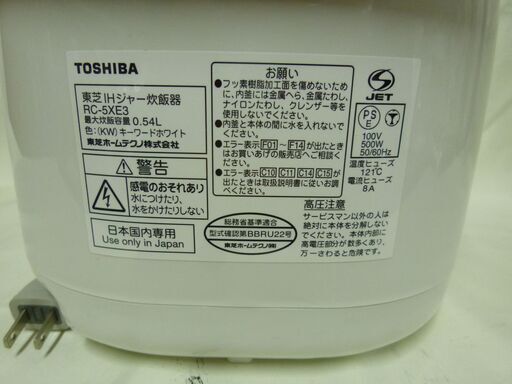 TOSHIBA
東芝IHジャー炊飯器
RC-5XE3
最大炊飯容量 0.54L
色:(KW) キーワードホワイト
東芝ホームテクノ株式会社
警告
感電のおそれあり
水につけたり、
水をかけたりしない
日本国内専用
Use only in Japan
お願い
●フッ素樹脂加工面を傷めないため
に、内釜には金属へら、金属たわし、
ナイロンたわし、クレンザー等を
使用しないでください。
●内釜と本体の間に水を入れないで
ください。
●エラー表示 F01 ~ F14 が出たとき
はお買いあげの販売店へご相談
ください。
●エラー表示 C10 C11 C14 C15 が
出たときは取扱説明に従いお調
べください。
総務省基準適合
型式確認第BBRU22号
東芝ホームテクノ(株)
S
JET
PS
E
100V
500W
50/60Hz
温度ヒューズ
121℃
電流ヒューズ
8A
高圧注意
サービスマン以外の人は
絶対に本体を分解しない
でください。本体内部に
高電圧部分が数多くあり、
万一さわると危険です。